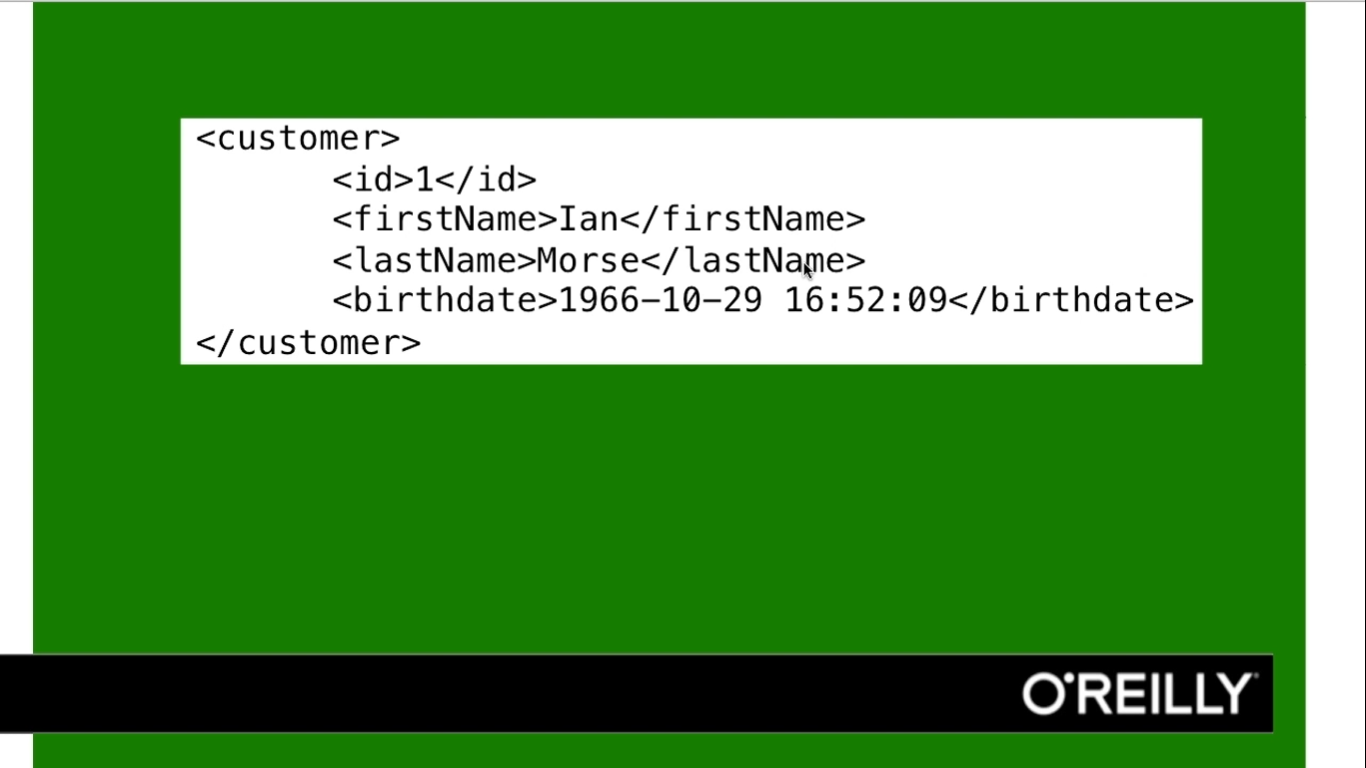 <customer>
<id>1</id>
<firstName>Ian</firstName>
<lastName>Morse</lastName>
<birthdate>1966-10-29 16:52:09</birthdate>
</customer>
O'REILLY